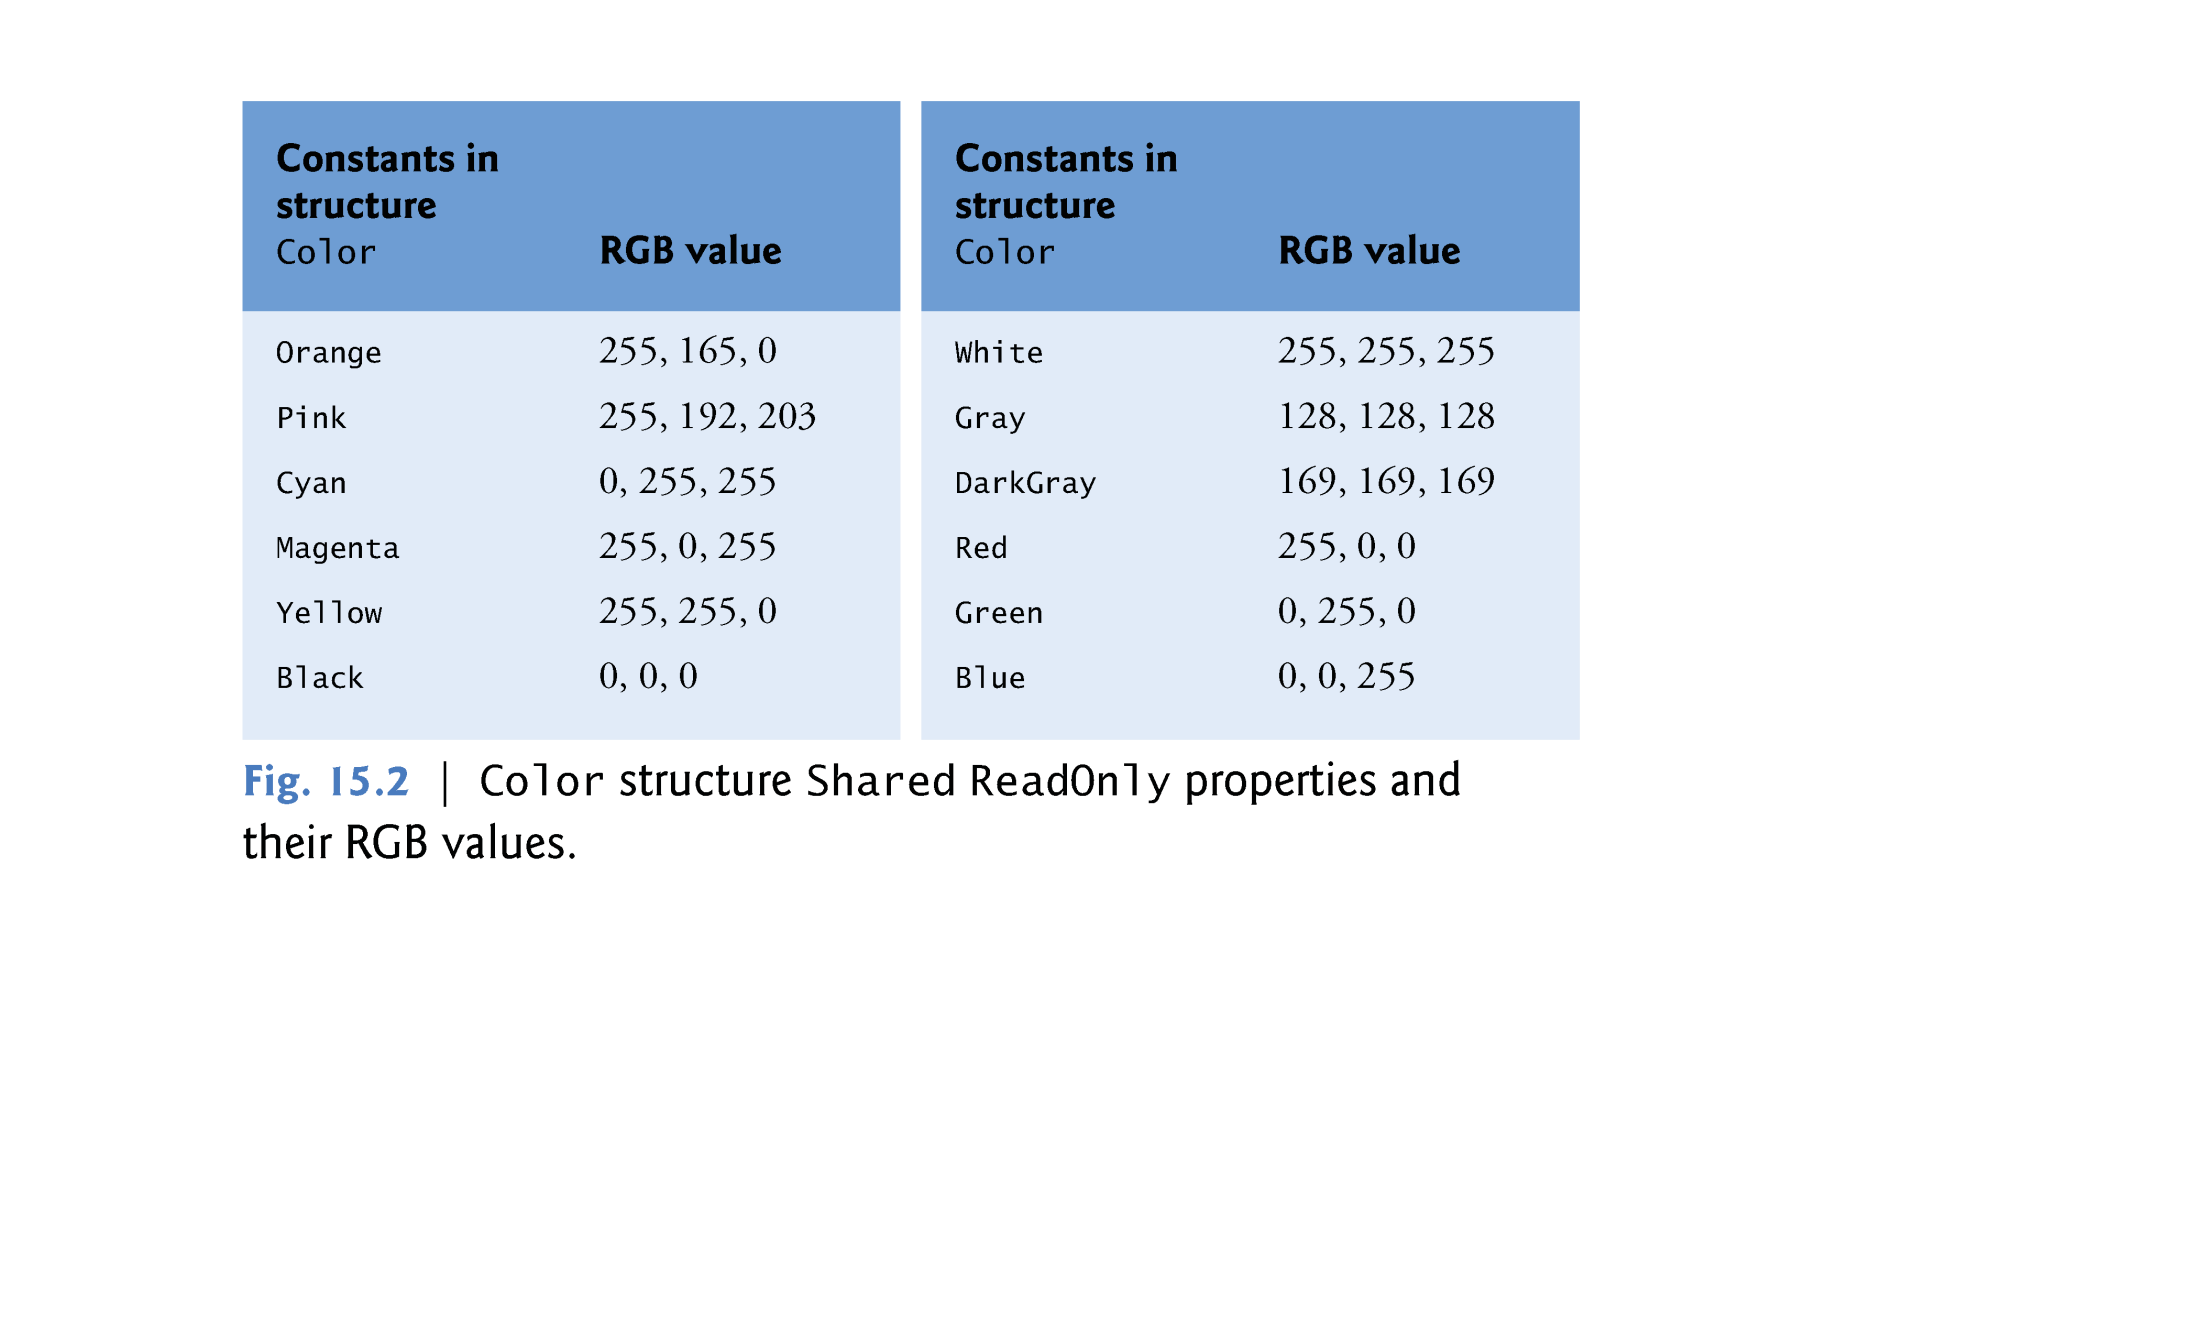 Constants in
structure
Color RGB value
Orange 255, 165, 0
Pink 255, 192, 203
Cyan 0, 255, 255
Magenta 255, 0, 255
Yellow 255, 255, 0
Black 0, 0, 0
Constants in
structure
Color RGB value
White 255, 255, 255
Gray 128, 128, 128
DarkGray 169, 169, 169
Red 255, 0, 0
Green 0, 255, 0
Blue 0, 0, 255
Fig. 15.2 | Color structure Shared ReadOnly properties and
their RGB values.